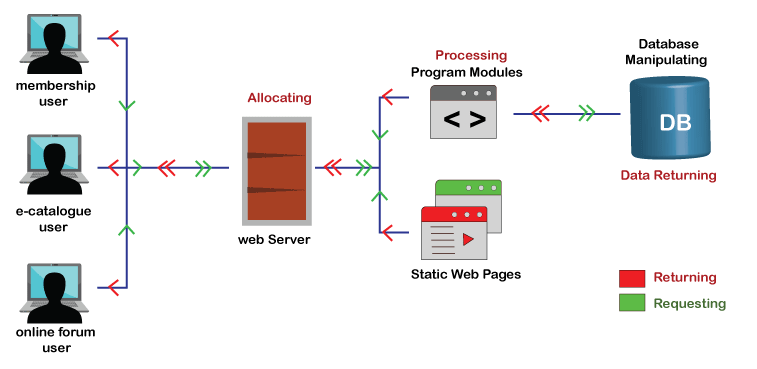 membership
user
e-catalogue
user
online forum
user
Allocating
web Server
Processing
Program Modules
< >
Static Web Pages
Database
Manipulating
DB
Data Returning
Returning
Requesting